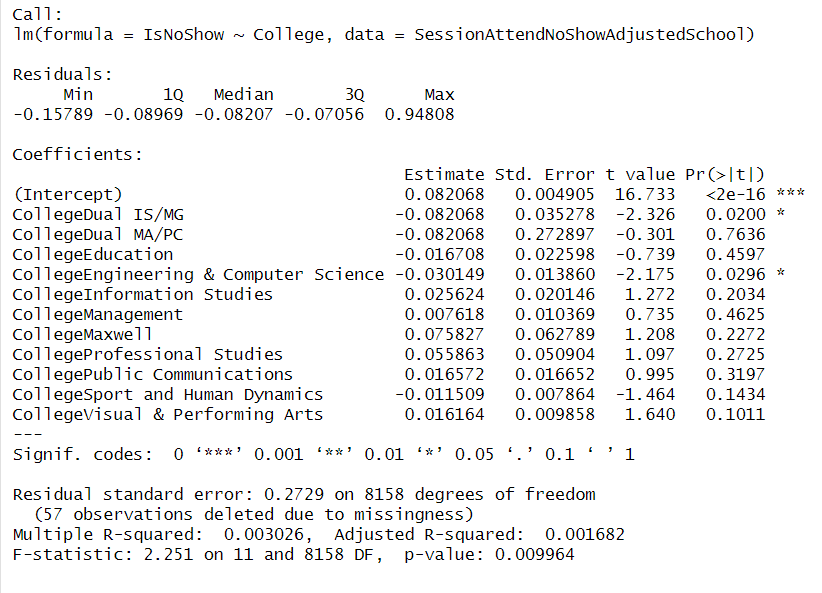 Call:
lm(formula = IsNoShow ~ College, data = SessionAttendNoShowAdjustedSchool)
Residuals:
     Min       1Q   Median       3Q      Max
-0.15789 -0.08969 -0.08207 -0.07056  0.94808
Coefficients:
                                         Estimate Std. Error t value Pr(>|t|)
(Intercept)                              0.082068   0.004905  16.733   <2e-16 ***
CollegeDual IS/MG                       -0.082068   0.035278  -2.326   0.0200 *
CollegeDual MA/PC                       -0.082068   0.272897  -0.301   0.7636
CollegeEducation                        -0.016708   0.022598  -0.739   0.4597
CollegeEngineering & Computer Science -0.030149   0.013860  -2.175   0.0296 *
CollegeInformation Studies               0.025624   0.020146   1.272   0.2034
CollegeManagement                        0.007618   0.010369   0.735   0.4625
CollegeMaxwell                           0.075827   0.062789   1.208   0.2272
CollegeProfessional Studies              0.055863   0.050904   1.097   0.2725
CollegePublic Communications             0.016572   0.016652   0.995   0.3197
CollegeSport and Human Dynamics         -0.011509   0.007864  -1.464   0.1434
CollegeVisual & Performing Arts          0.016164   0.009858   1.640   0.1011
---
Signif. codes:  0 ‘***’ 0.001 ‘**’ 0.01 ‘*’ 0.05 ‘.’ 0.1 ‘ ’ 1
Residual standard error: 0.2729 on 8158 degrees of freedom
  (57 observations deleted due to missingness)
Multiple R-squared:  0.003026,  Adjusted R-squared:  0.001682
F-statistic: 2.251 on 11 and 8158 DF,  p-value: 0.009964